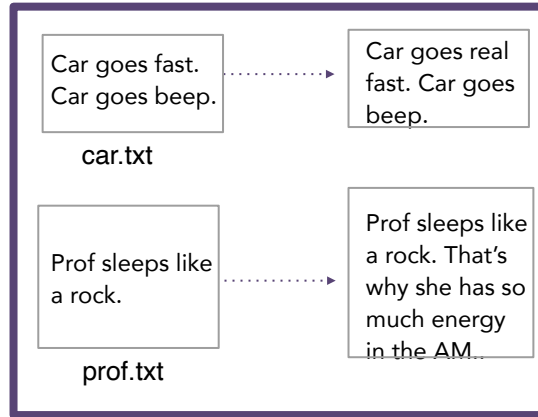 Car goes fast.
Car goes beep.
car.txt
Car goes real
fast. Car goes
beep.
Prof sleeps like
a rock.
prof.txt
Prof sleeps like
a rock. That’s
why she has so
much energy
in the AM..